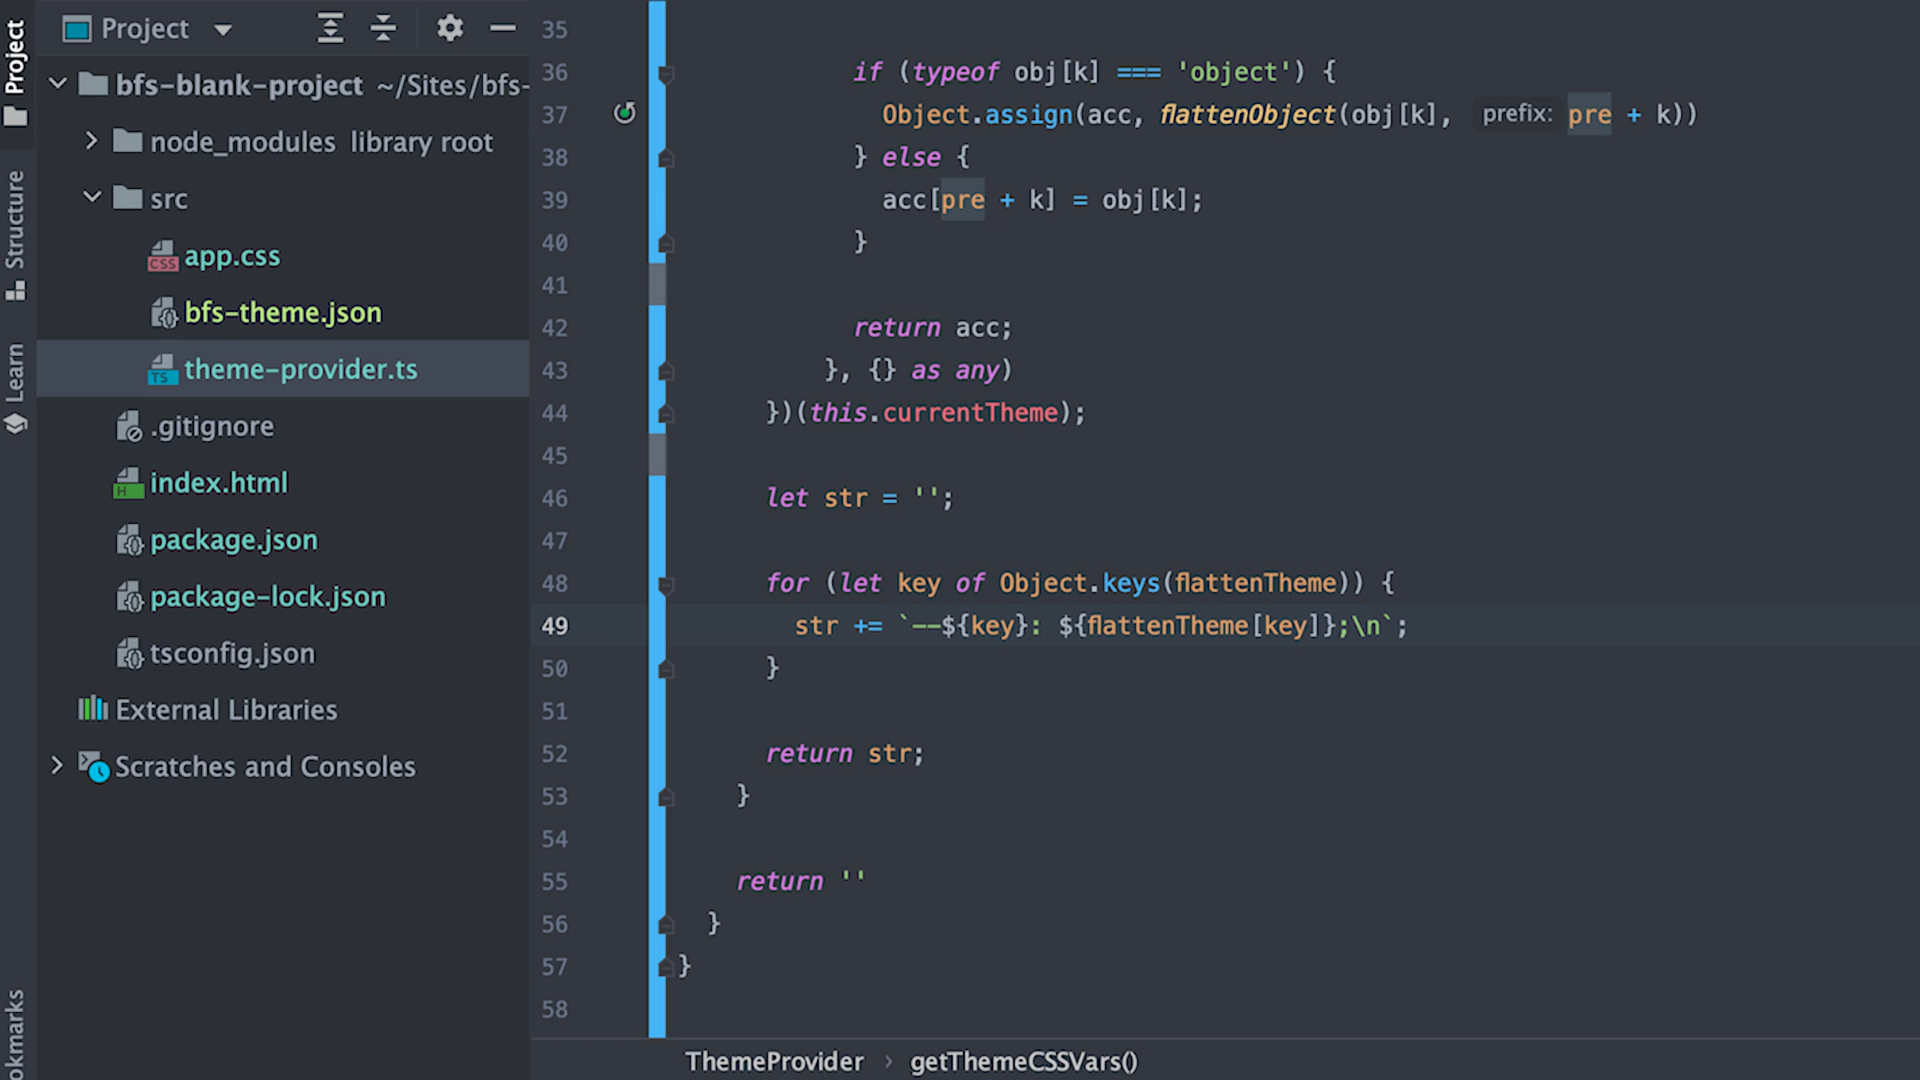 Project
Structure
Learn
okmarks
Project
bfs-blank-project ~/Sites/bfs-
node_modules library root
src
CSS app.css
bfs-theme.json
TS theme-provider.ts
.gitignore
H index.html
package.json
package-lock.json
tsconfig.json
External Libraries
Scratches and Consoles
35
36 if (typeof obj[k] === 'object') {
37 Object.assign(acc, flattenObject(obj[k], prefix: pre + k))
38 } else {
39 acc[pre + k] = obj[k];
40 }
41
42 return acc;
43 }, {} as any)
44 })(this.currentTheme);
45
46 let str = '';
47
48 for (let key of Object.keys(flattenTheme)) {
49 str += `--${key}: ${flattenTheme[key]};\n`;
50 }
51
52 return str;
53 }
54
55 return ''
56 }
57 }
58
ThemeProvider › getThemeCSSVars()